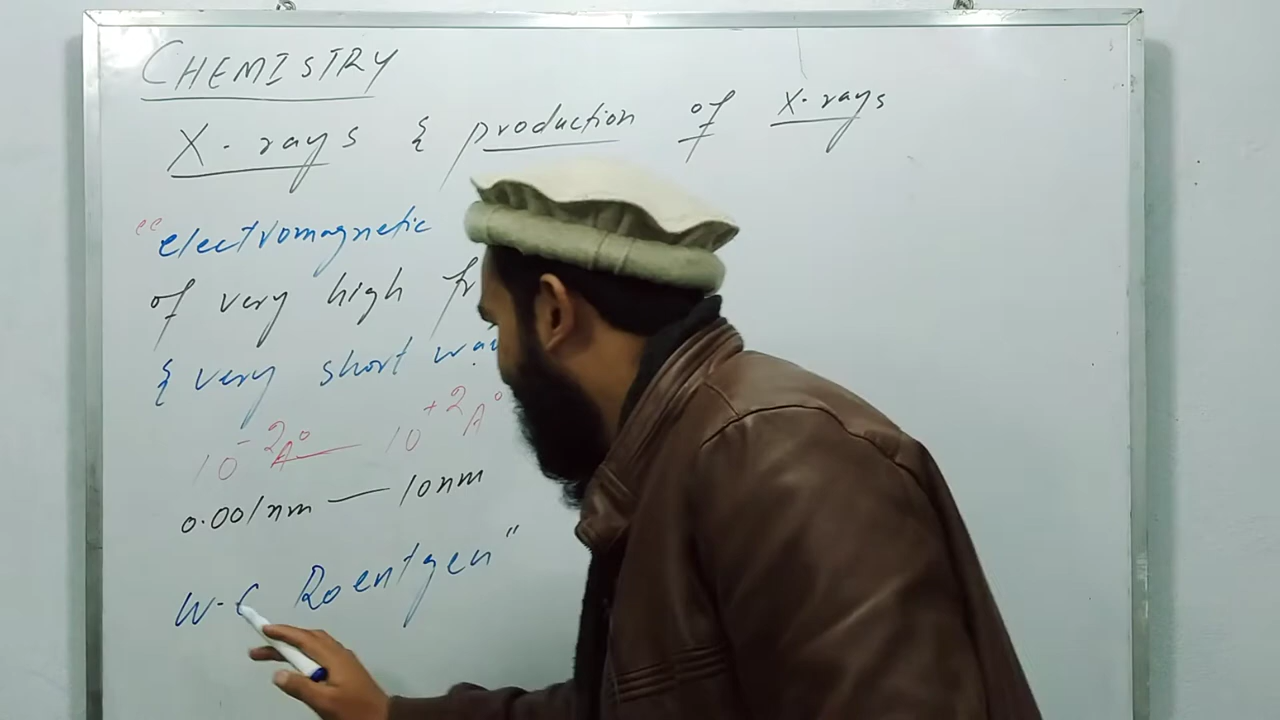 CHEMISTRY
X-rays & production of X-rays
"electromagnetic
of very high
& very short
10⁻²A° — 10⁺²A°
0.001nm — 10nm
W-C Roentgen"